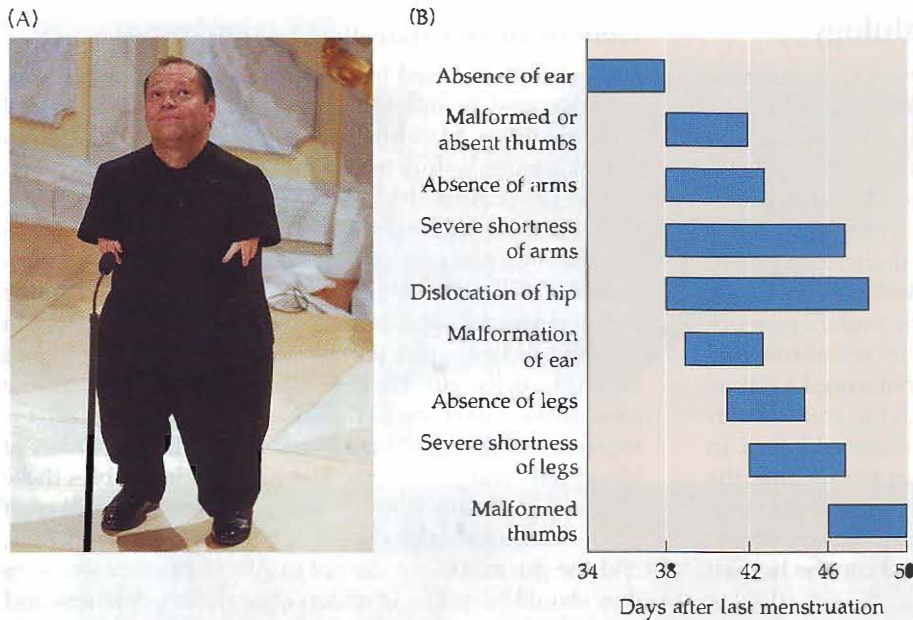 (A)
(B)
Absence of ear
Malformed or
absent thumbs
Absence of arms
Severe shortness
of arms
Dislocation of hip
Malformation
of ear
Absence of legs
Severe shortness
of legs
Malformed
thumbs
34 38 42 46 50
Days after last menstruation